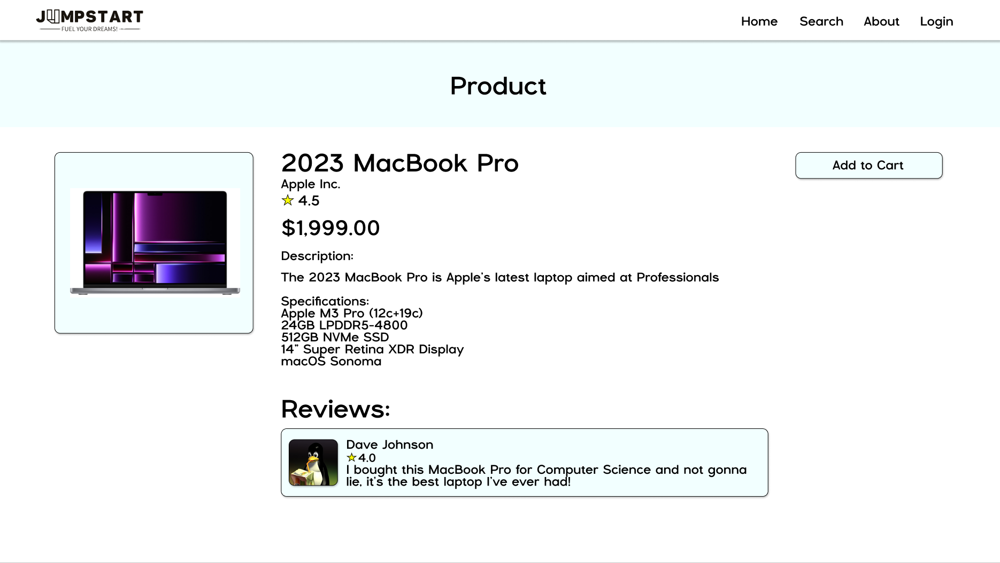 JUMPSTART
FUEL YOUR DREAMS!
Home Search About Login
Product
2023 MacBook Pro
Add to Cart
Apple Inc.
4.5
$1,999.00
Description:
The 2023 MacBook Pro is Apple's latest laptop aimed at Professionals
Specifications:
Apple M3 Pro (12c+19c)
24GB LPDDR5-4800
512GB NVMe SSD
14” Super Retina XDR Display
macOS Sonoma
Reviews:
Dave Johnson
4.0
I bought this MacBook Pro for Computer Science and not gonna
lie, it's the best laptop I've ever had!